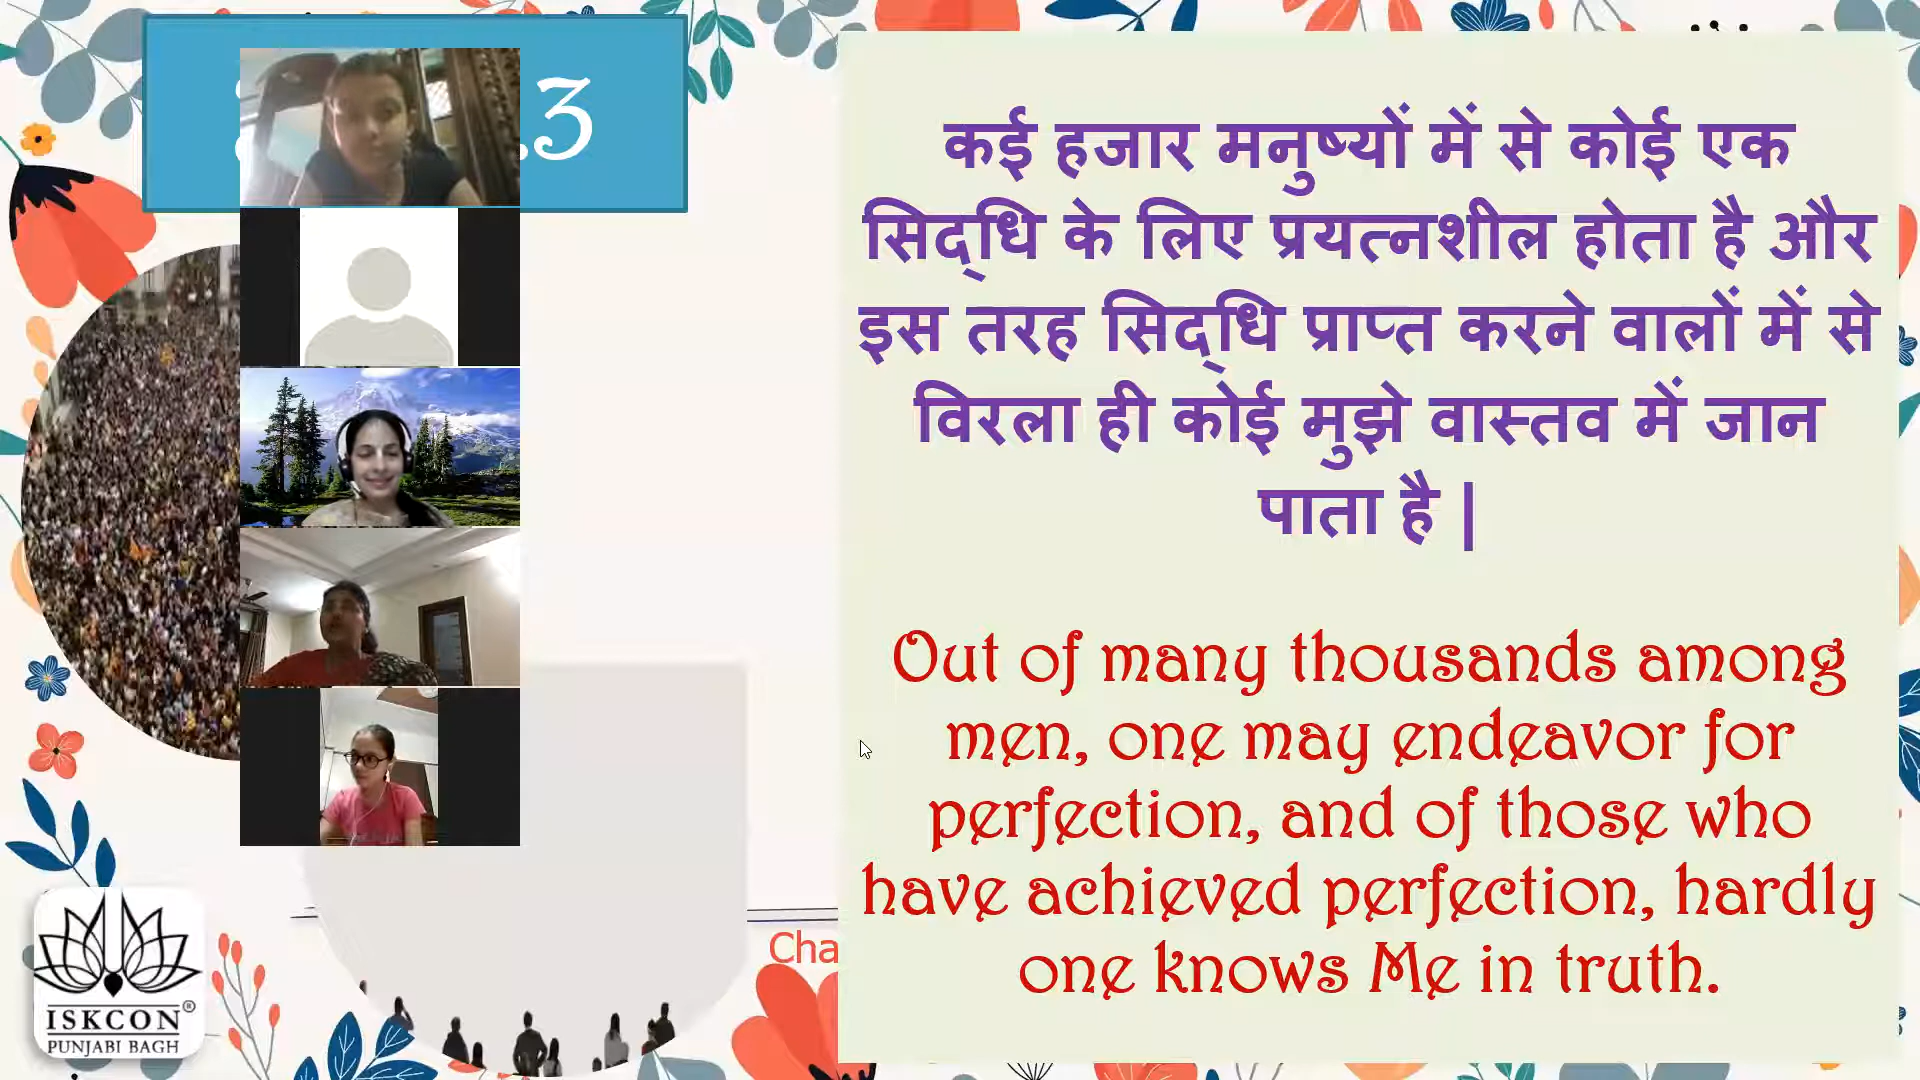 .3
कई हजार मनुष्यों में से कोई एक
सिद्धि के लिए प्रयत्नशील होता है और
इस तरह सिद्धि प्राप्त करने वालों में से
विरला ही कोई मुझे वास्तव में जान
पाता है |
Out of many thousands among
men, one may endeavor for
perfection, and of those who
have achieved perfection, hardly
one knows Me in truth.
Cha
ISKCON®
PUNJABI BAGH